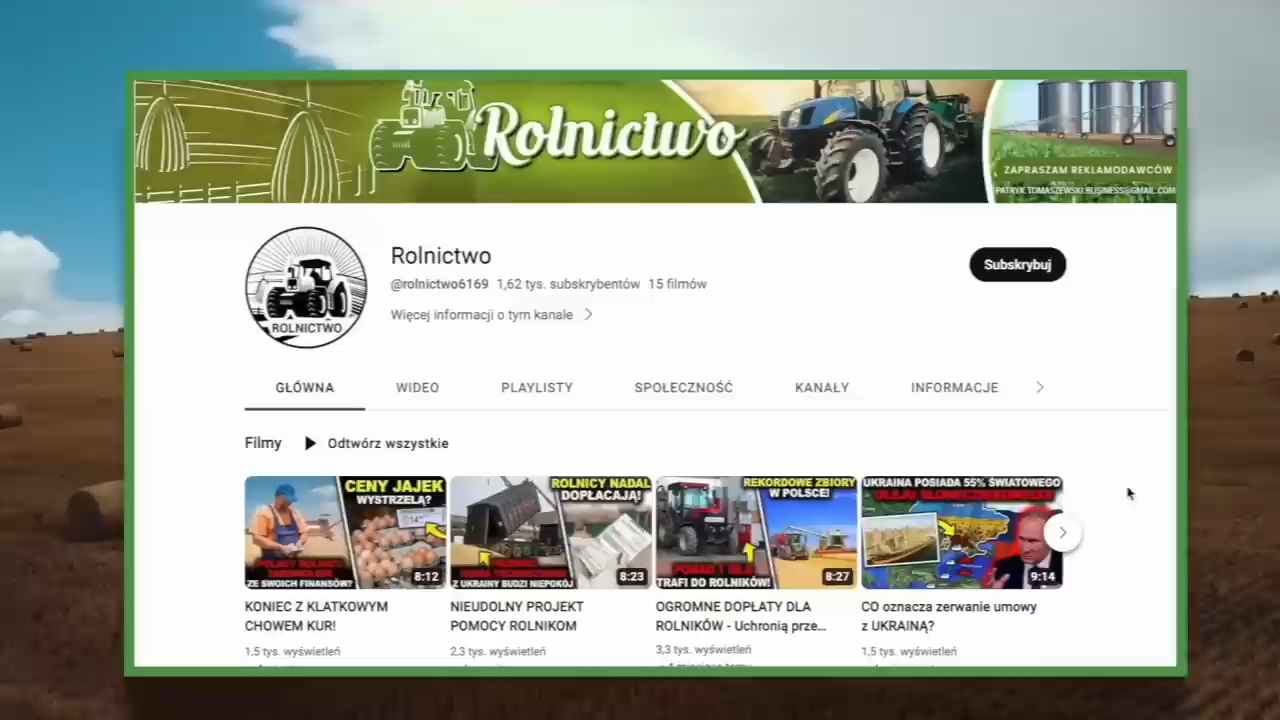 Rolnictwo
ZAPRASZAM REKLAMODAWCÓW
PATRYK.TOMASZEWSKI.BUSINESS@GMAIL.COM
ROLNICTWO
Rolnictwo
@rolnictwo6169 1,62 tys. subskrybentów 15 filmów
Więcej informacji o tym kanale
Subskrybuj
GŁÓWNA WIDEO PLAYLISTY SPOŁECZNOŚĆ KANAŁY INFORMACJE
Filmy Odtwórz wszystkie
CENY JAJEK
WYSTRZELĄ?
ZE SWOICH FINANSÓW?
8:12
ROLNICY NADAL
DOPŁACAJĄ!
Z UKRAINY BUDZI NIEPOKÓJ
8:23
REKORDOWE ZBIORY
W POLSCE!
TRAFI DO ROLNIKÓW!
8:27
UKRAINA POSIADA 55% ŚWIATOWEGO
9:14
KONIEC Z KLATKOWYM
CHOWEM KUR!
1.5 tys. wyświetleń
NIEUDOLNY PROJEKT
POMOCY ROLNIKOM
2.3 tys. wyświetleń
OGROMNE DOPŁATY DLA
ROLNIKÓW - Uchronią prze...
3,3 tys. wyświetleń
CO oznacza zerwanie umowy
z UKRAINĄ?
1,5 tys. wyświetleń